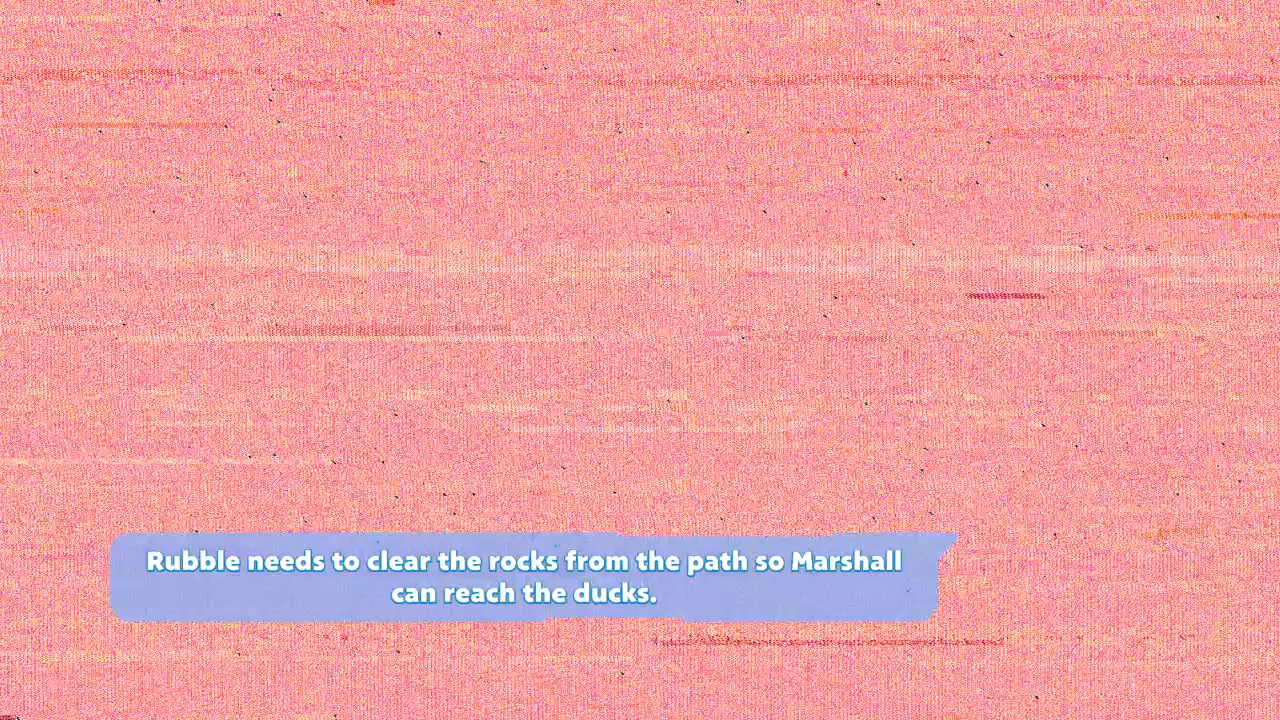 Rubble needs to clear the rocks from the path so Marshall
can reach the ducks.